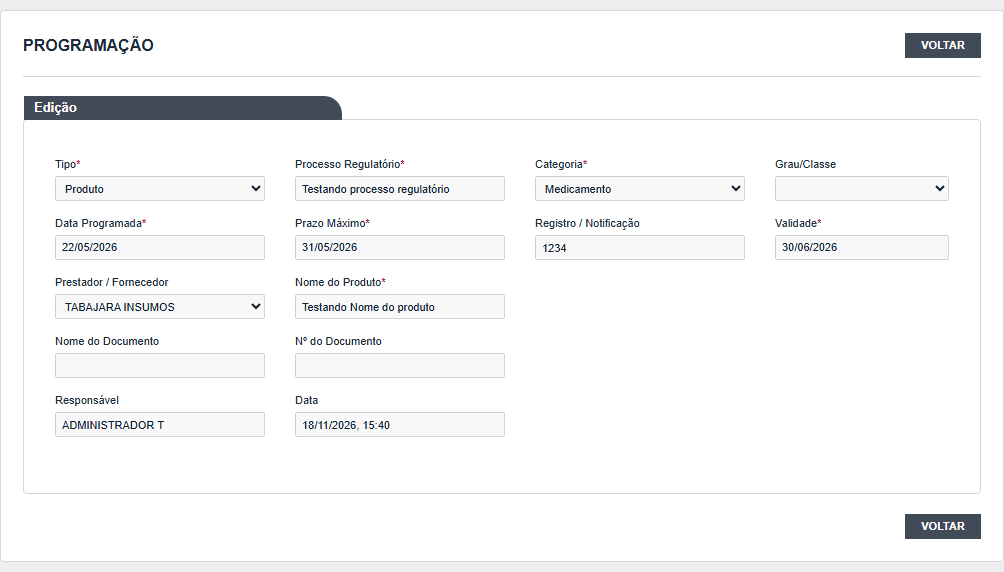 PROGRAMAÇÃO
VOLTAR
Edição
Tipo* Processo Regulatório* Categoria* Grau/Classe
Produto Testando processo regulatório Medicamento
Data Programada* Prazo Máximo* Registro / Notificação Validade*
22/05/2026 31/05/2026 1234 30/06/2026
Prestador / Fornecedor Nome do Produto*
TABAJARA INSUMOS Testando Nome do produto
Nome do Documento Nº do Documento
Responsável Data
ADMINISTRADOR T 18/11/2026, 15:40
VOLTAR